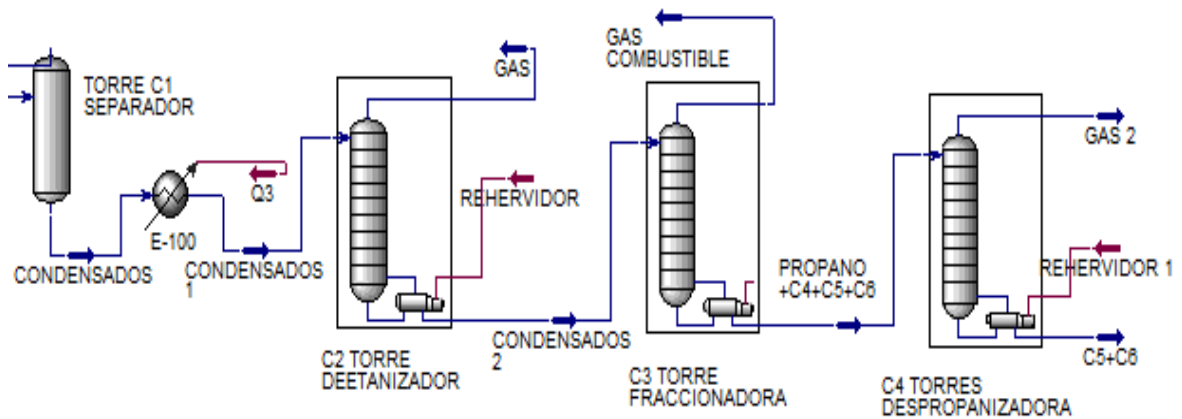 TORRE C1
SEPARADOR
CONDENSADOS
E-100
Q3
CONDENSADOS
1
GAS
REHERVIDOR
C2 TORRE
DEETANIZADOR
CONDENSADOS
2
GAS
COMBUSTIBLE
C3 TORRE
FRACCIONADORA
PROPANO
+C4+C5+C6
GAS 2
REHERVIDOR 1
C5+C6
C4 TORRES
DESPROPANIZADORA